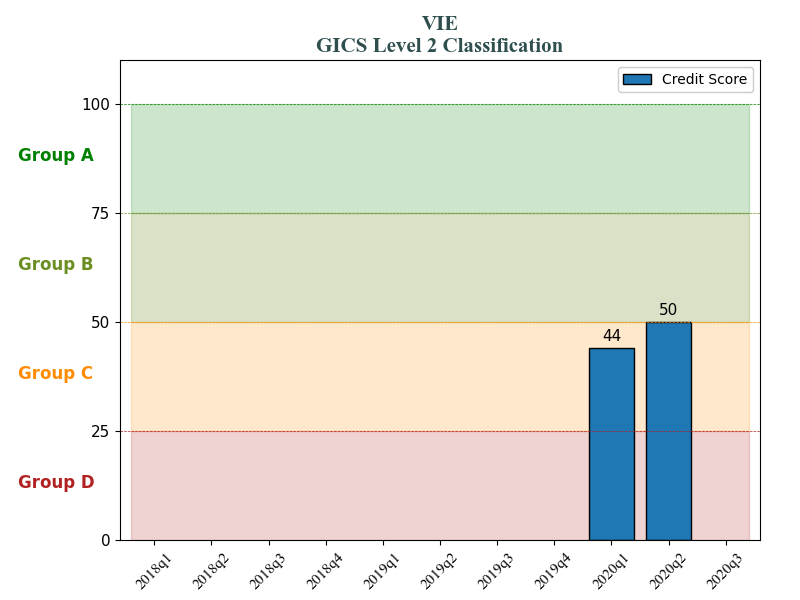 VIE
GICS Level 2 Classification
Credit Score
100
Group A
75
Group B
50
50
44
Group C
25
Group D
0
2018q1 2018q2 2018q3 2018q4 2019q1 2019q2 2019q3 2019q4 2020q1 2020q2 2020q3